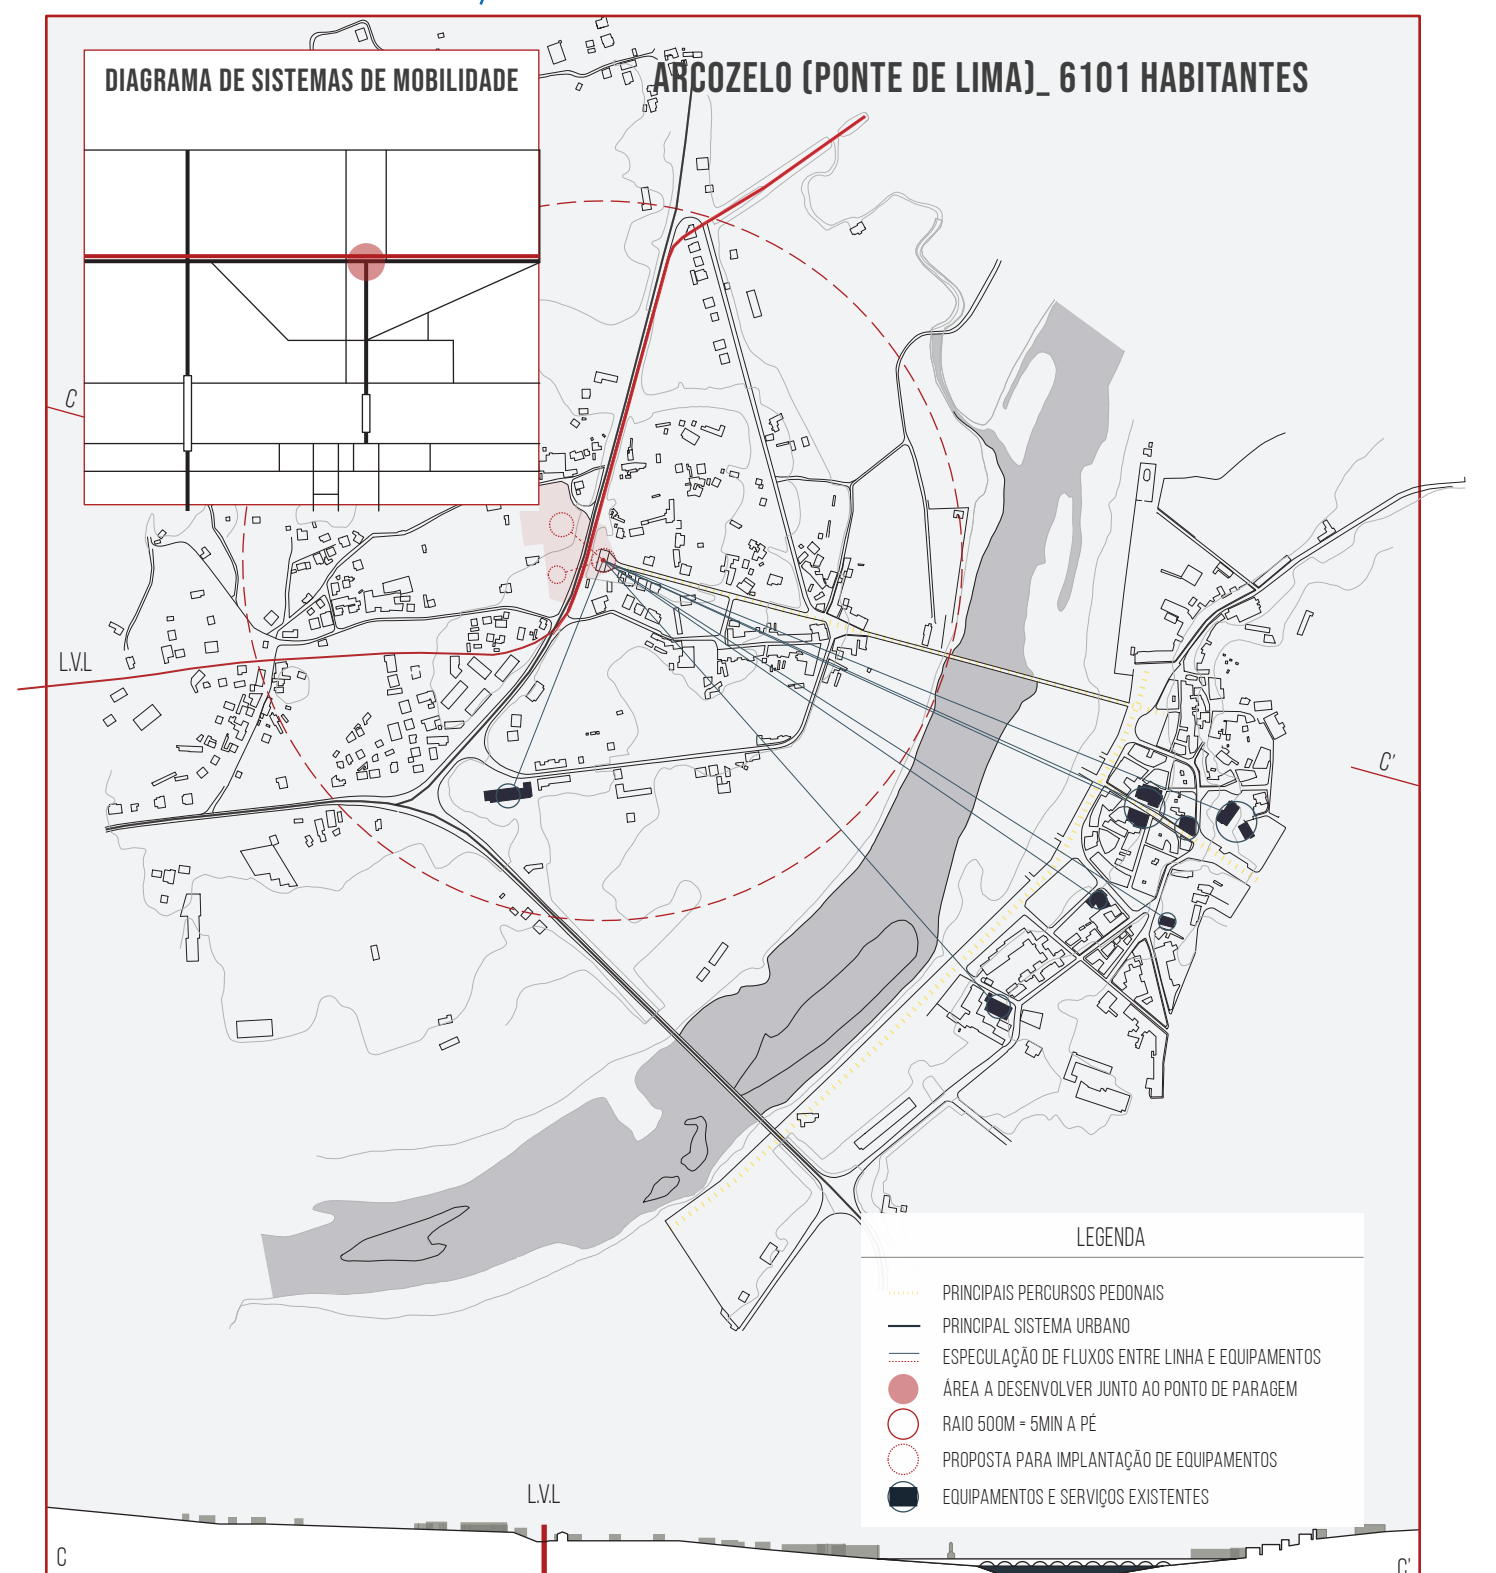 DIAGRAMA DE SISTEMAS DE MOBILIDADE
ARCOZELO (PONTE DE LIMA)_ 6101 HABITANTES
C
L.V.L
C'
LEGENDA
PRINCIPAIS PERCURSOS PEDONAIS
PRINCIPAL SISTEMA URBANO
ESPECULAÇÃO DE FLUXOS ENTRE LINHA E EQUIPAMENTOS
ÁREA A DESENVOLVER JUNTO AO PONTO DE PARAGEM
RAIO 500M = 5MIN A PÉ
PROPOSTA PARA IMPLANTAÇÃO DE EQUIPAMENTOS
EQUIPAMENTOS E SERVIÇOS EXISTENTES
L.V.L
C
C'